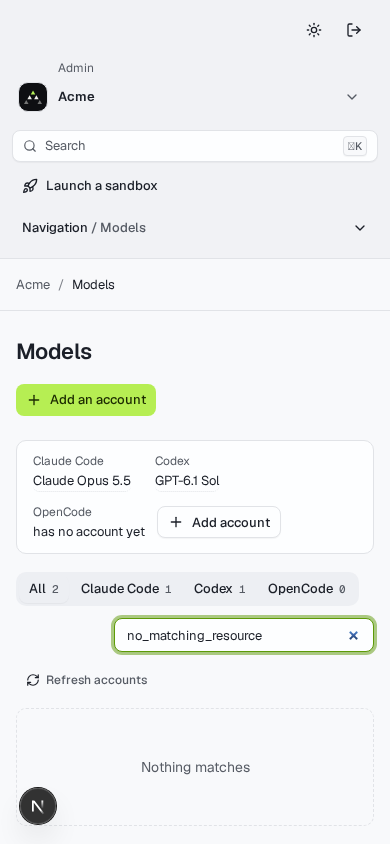 Admin
Acme
Search
K
Launch a sandbox
Navigation / Models
Acme / Models
Models
Add an account
Claude Code
Codex
Claude Opus 5.5
GPT-6.1 Sol
OpenCode
has no account yet
Add account
All 2 Claude Code 1 Codex 1 OpenCode 0
no_matching_resource
Refresh accounts
Nothing matches
N